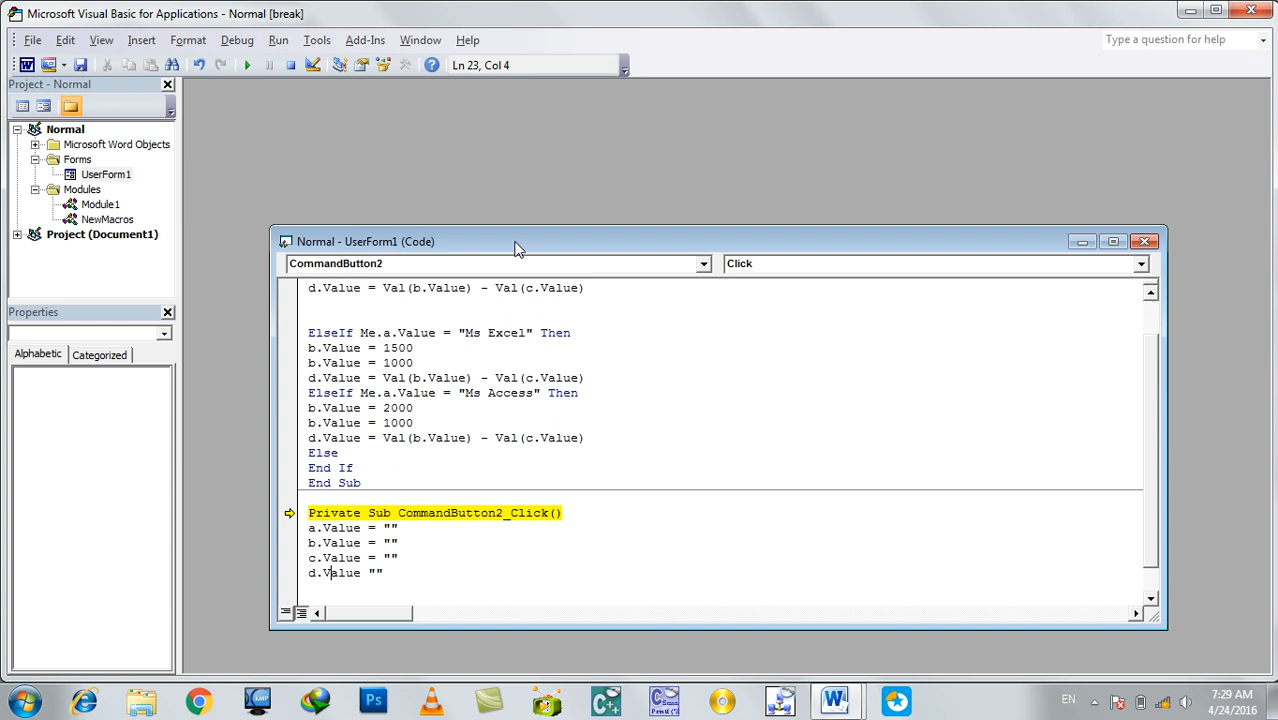 Microsoft Visual Basic for Applications - Normal [break]
File Edit View Insert Format Debug Run Tools Add-Ins Window Help
Type a question for help
Ln 23, Col 4
Project - Normal
Normal
Microsoft Word Objects
Forms
UserForm1
Modules
Module1
NewMacros
Project (Document1)
Properties
Alphabetic Categorized
Normal - UserForm1 (Code)
CommandButton2 Click
d.Value = Val(b.Value) - Val(c.Value)
ElseIf Me.a.Value = "Ms Excel" Then
b.Value = 1500
b.Value = 1000
d.Value = Val(b.Value) - Val(c.Value)
ElseIf Me.a.Value = "Ms Access" Then
b.Value = 2000
b.Value = 1000
d.Value = Val(b.Value) - Val(c.Value)
Else
End If
End Sub
Private Sub CommandButton2_Click()
a.Value = ""
b.Value = ""
c.Value = ""
d.Value ""
EN
7:29 AM
4/24/2016